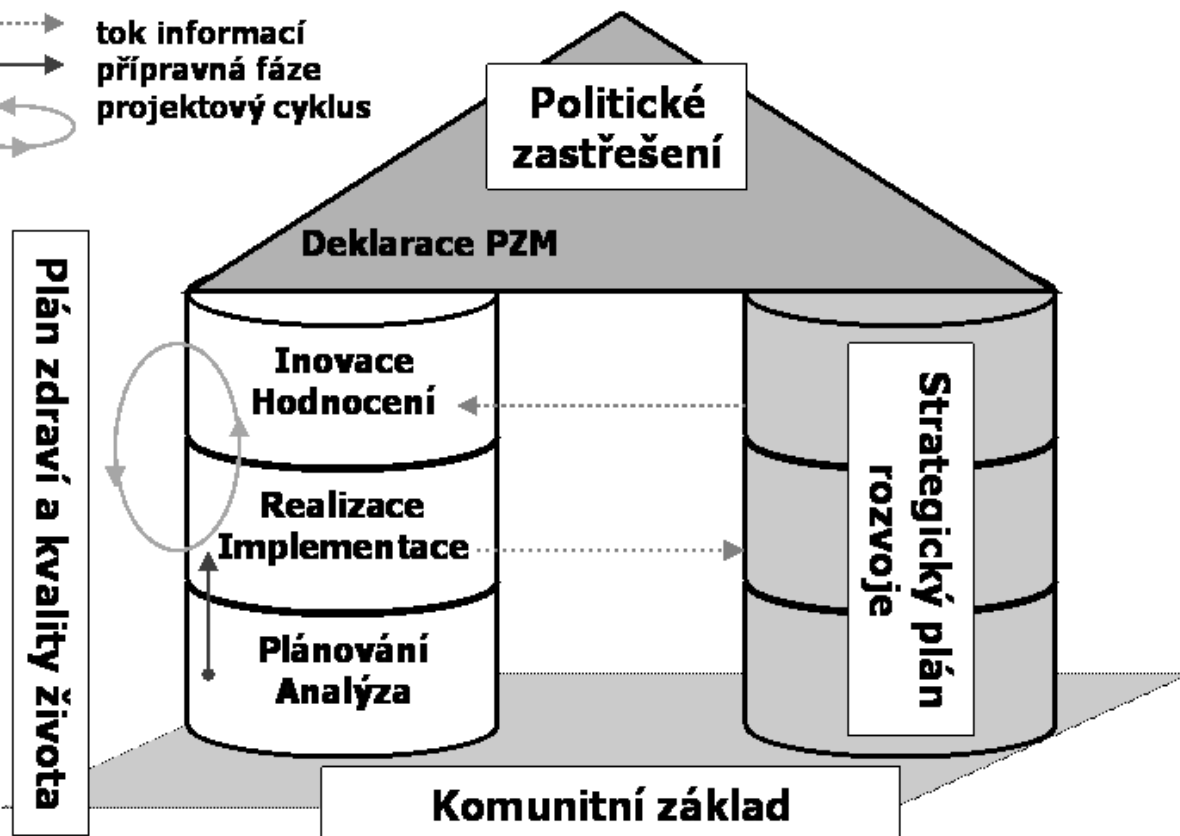 tok informací
přípravná fáze
projektový cyklus
Politické
zastřešení
Deklarace PZM
Plán zdraví a kvality života
Inovace
Hodnocení
Realizace
Implementace
Plánování
Analýza
Strategický plán
rozvoje
Komunitní základ